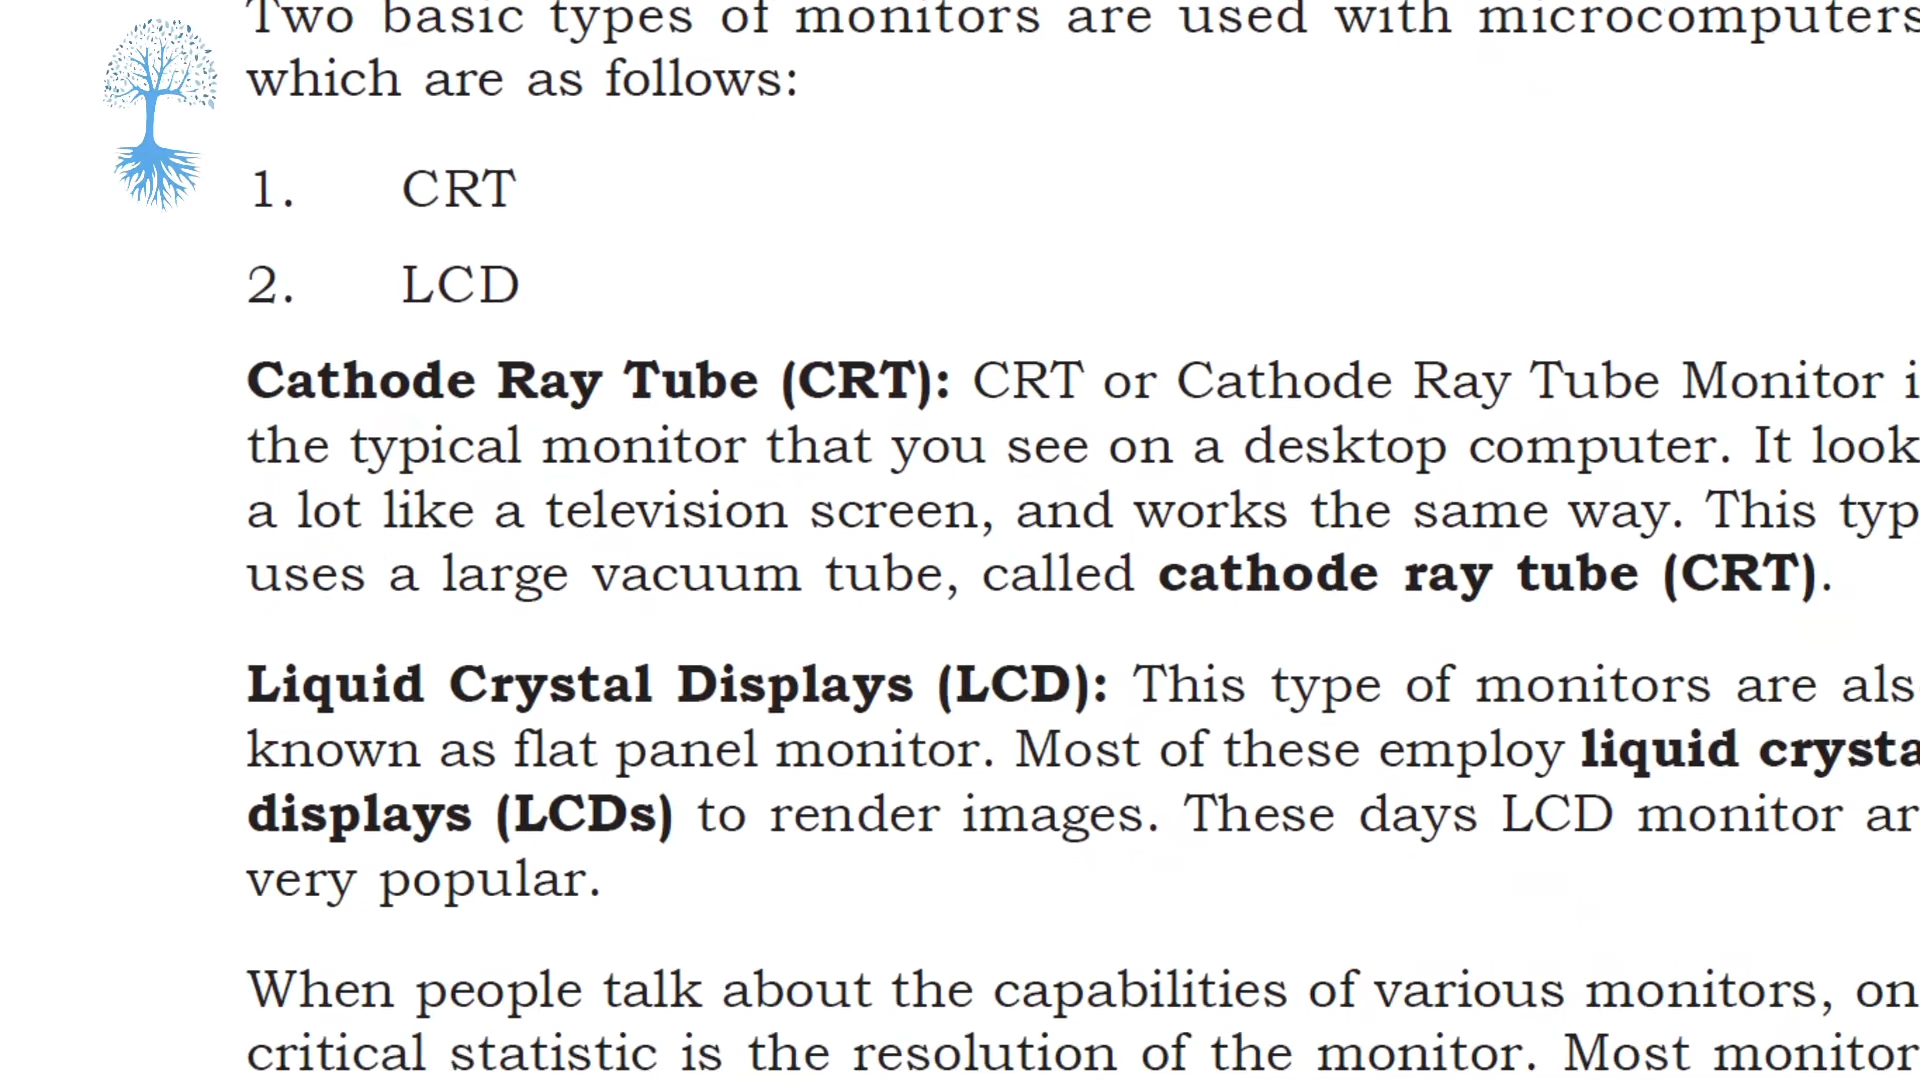 Two basic types of monitors are used with microcomputers
which are as follows:
1. CRT
2. LCD
Cathode Ray Tube (CRT): CRT or Cathode Ray Tube Monitor i
the typical monitor that you see on a desktop computer. It look
a lot like a television screen, and works the same way. This typ
uses a large vacuum tube, called cathode ray tube (CRT).
Liquid Crystal Displays (LCD): This type of monitors are als
known as flat panel monitor. Most of these employ liquid crysta
displays (LCDs) to render images. These days LCD monitor ar
very popular.
When people talk about the capabilities of various monitors, on
critical statistic is the resolution of the monitor. Most monitor